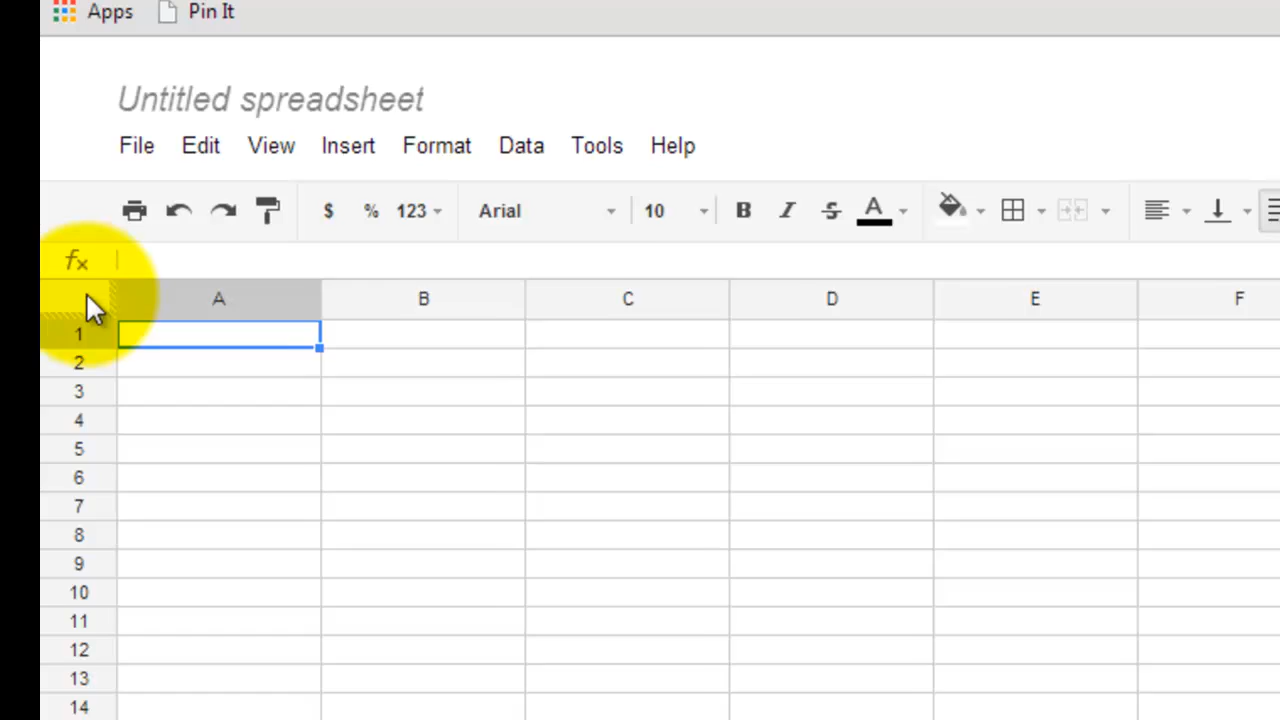 Apps Pin It
Untitled spreadsheet
File Edit View Insert Format Data Tools Help
$ % 123 Arial 10 B I S A
fx
A B C D E F
1
2
3
4
5
6
7
8
9
10
11
12
13
14